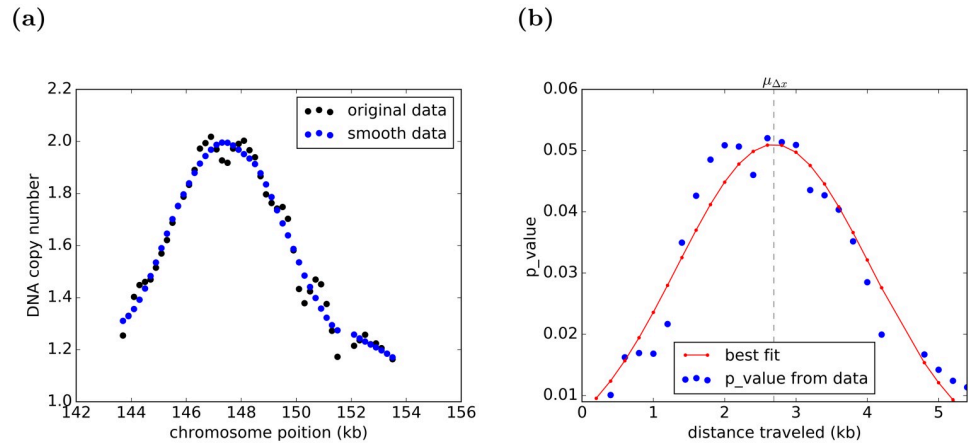 (a)
(b)
2.2
2.0
1.8
1.6
1.4
1.2
1.0
DNA copy number
original data
smooth data
142 144 146 148 150 152 154 156
chromosome poition (kb)
μΔx
0.06
0.05
0.04
0.03
0.02
0.01
p_value
best fit
p_value from data
0 1 2 3 4 5
distance traveled (kb)